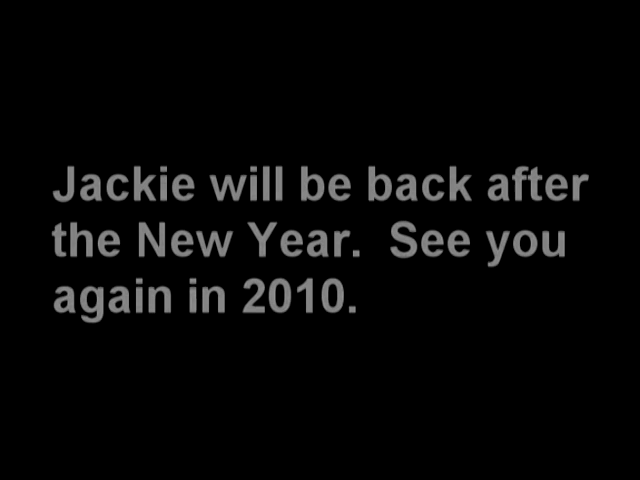 Jackie will be back after
the New Year.  See you
again in 2010.